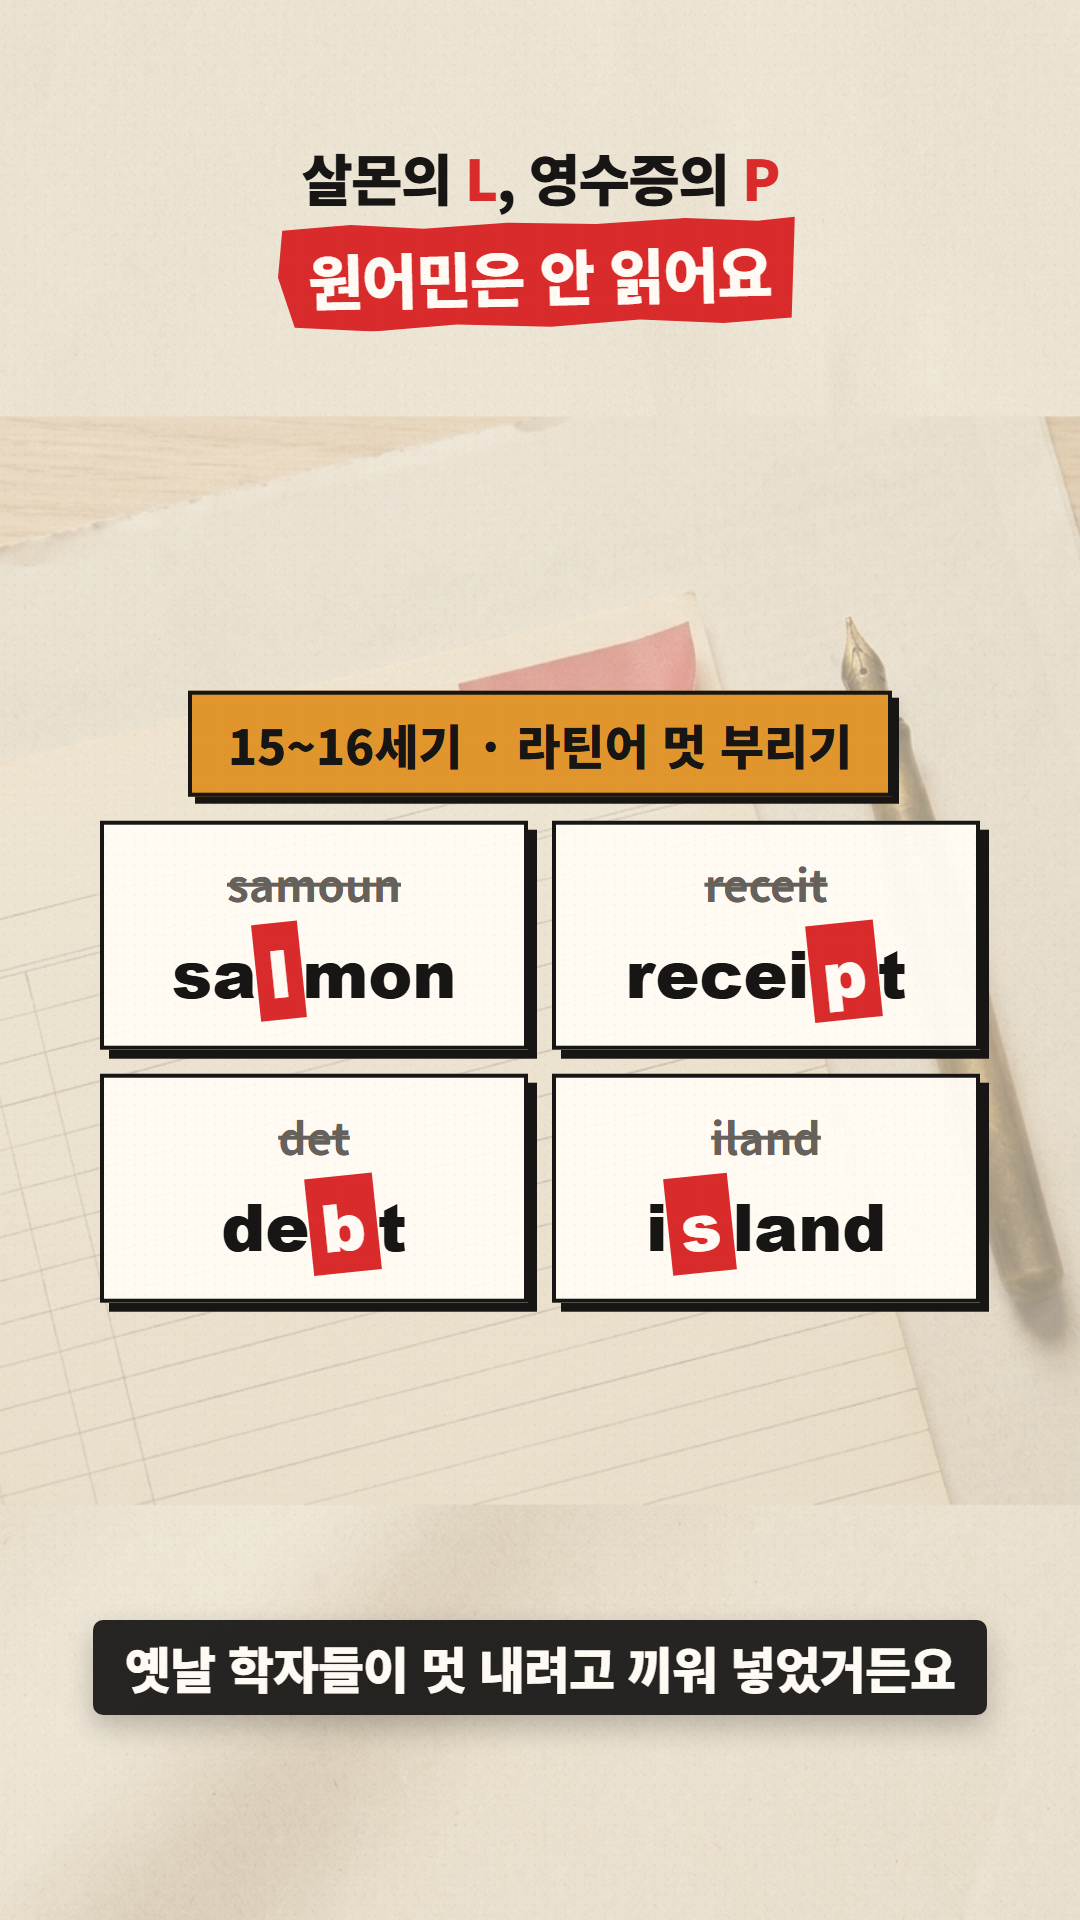 살몬의 L, 영수증의 P
원어민은 안 읽어요
15~16세기 · 라틴어 멋 부리기
samoun
salmon
receit
receipt
det
debt
iland
island
옛날 학자들이 멋 내려고 끼워 넣었거든요